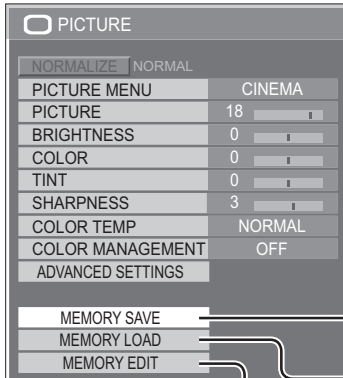 PICTURE
NORMALIZE NORMAL
PICTURE MENU CINEMA
PICTURE 18
BRIGHTNESS 0
COLOR 0
TINT 0
SHARPNESS 3
COLOR TEMP NORMAL
COLOR MANAGEMENT OFF
ADVANCED SETTINGS
MEMORY SAVE
MEMORY LOAD
MEMORY EDIT